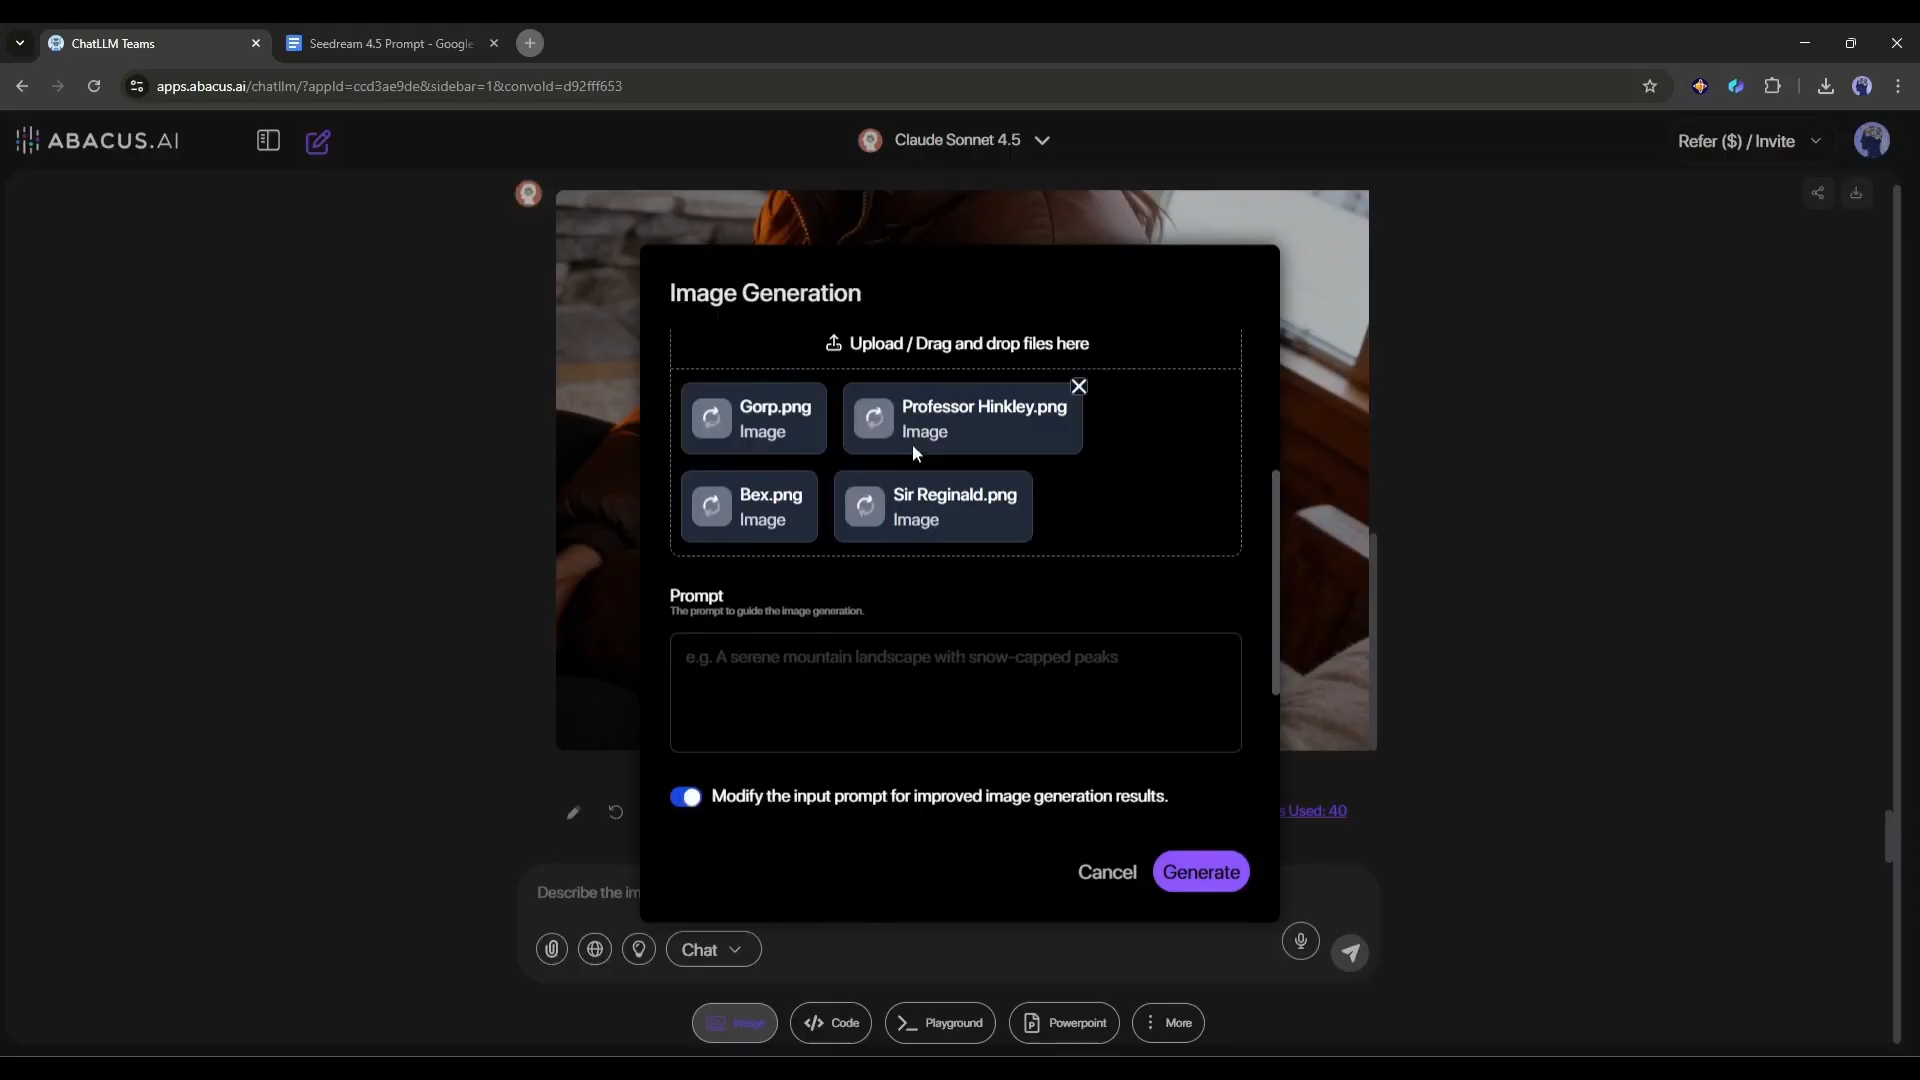 ChatLLM Teams
Seedream 4.5 Prompt - Google
apps.abacus.ai/chatllm/?appId=ccd3ae9de&sidebar=1&convoId=d92fff653
ABACUS.AI
Claude Sonnet 4.5
Refer ($) / Invite
Image Generation
Upload / Drag and drop files here
Gorp.png
Image
Professor Hinkley.png
Image
Bex.png
Image
Sir Reginald.png
Image
Prompt
The prompt to guide the image generation.
e.g. A serene mountain landscape with snow-capped peaks
Modify the input prompt for improved image generation results.
s Used: 40
Cancel
Generate
Describe the im
Chat
Image
Code
Playground
Powerpoint
More